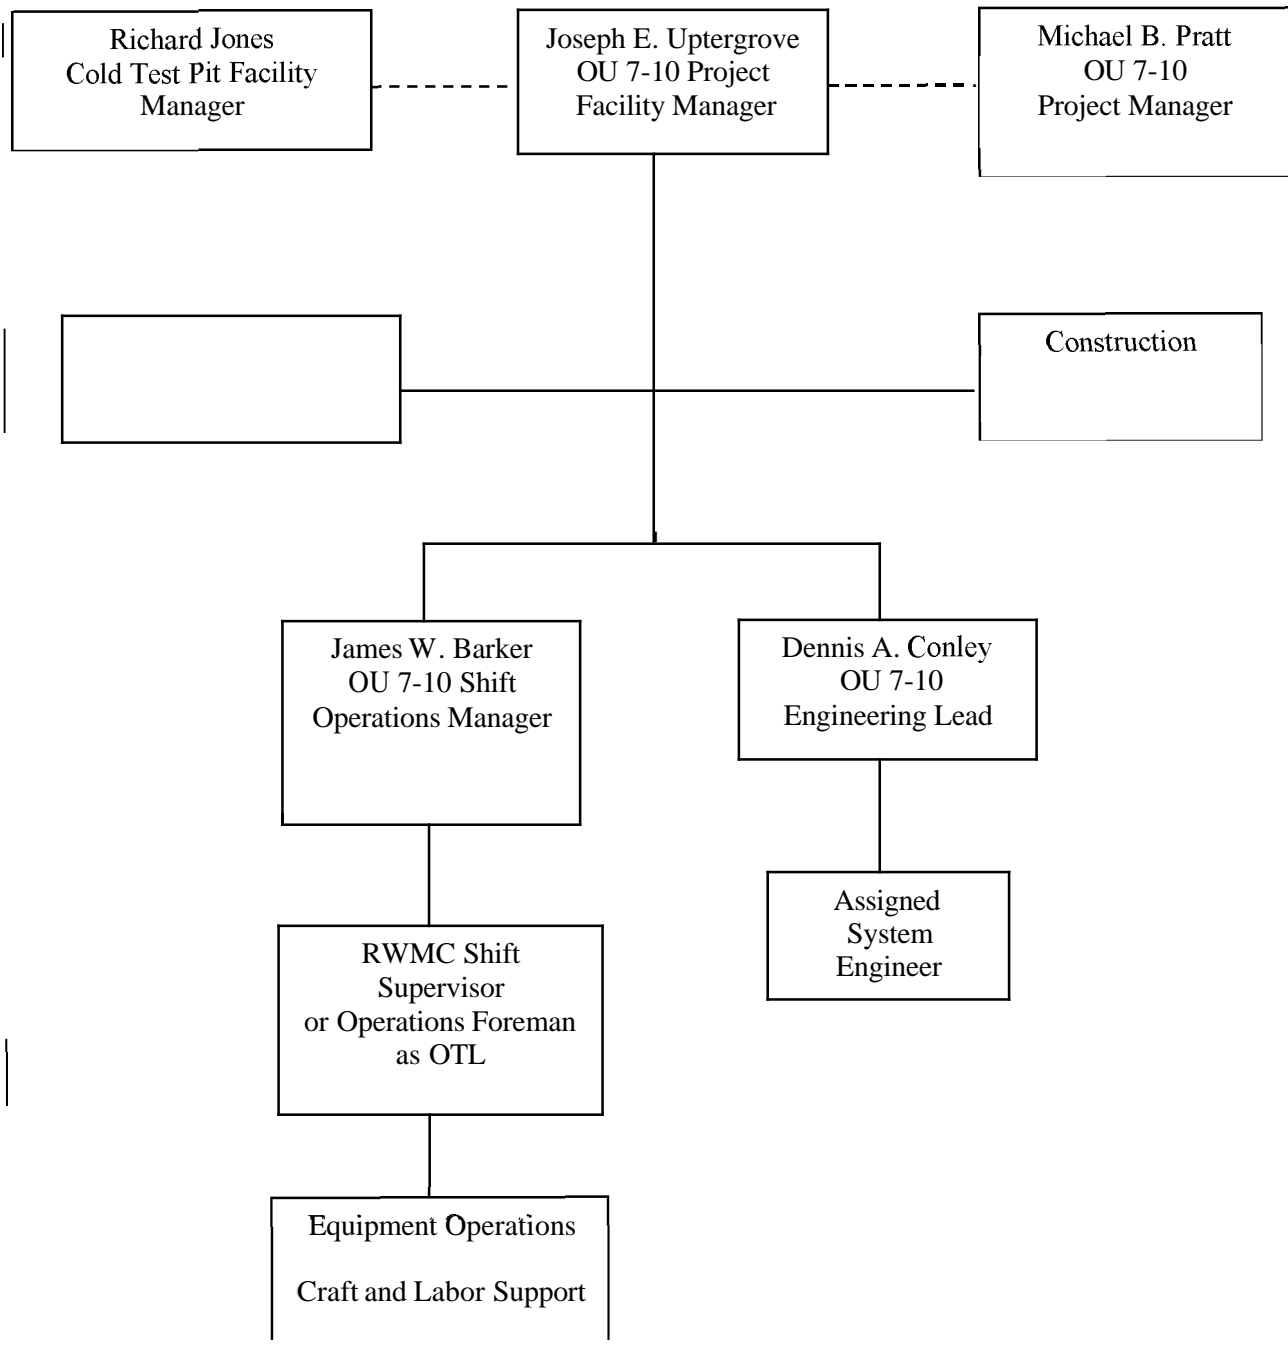 Richard Jones
Cold Test Pit Facility
Manager
Joseph E. Uptergrove
OU 7-10 Project
Facility Manager
Michael B. Pratt
OU 7-10
Project Manager
Construction
James W. Barker
OU 7-10 Shift
Operations Manager
Dennis A. Conley
OU 7-10
Engineering Lead
Assigned
System
Engineer
RWMC Shift
Supervisor
or Operations Foreman
as OTL
Equipment Operations
Craft and Labor Support